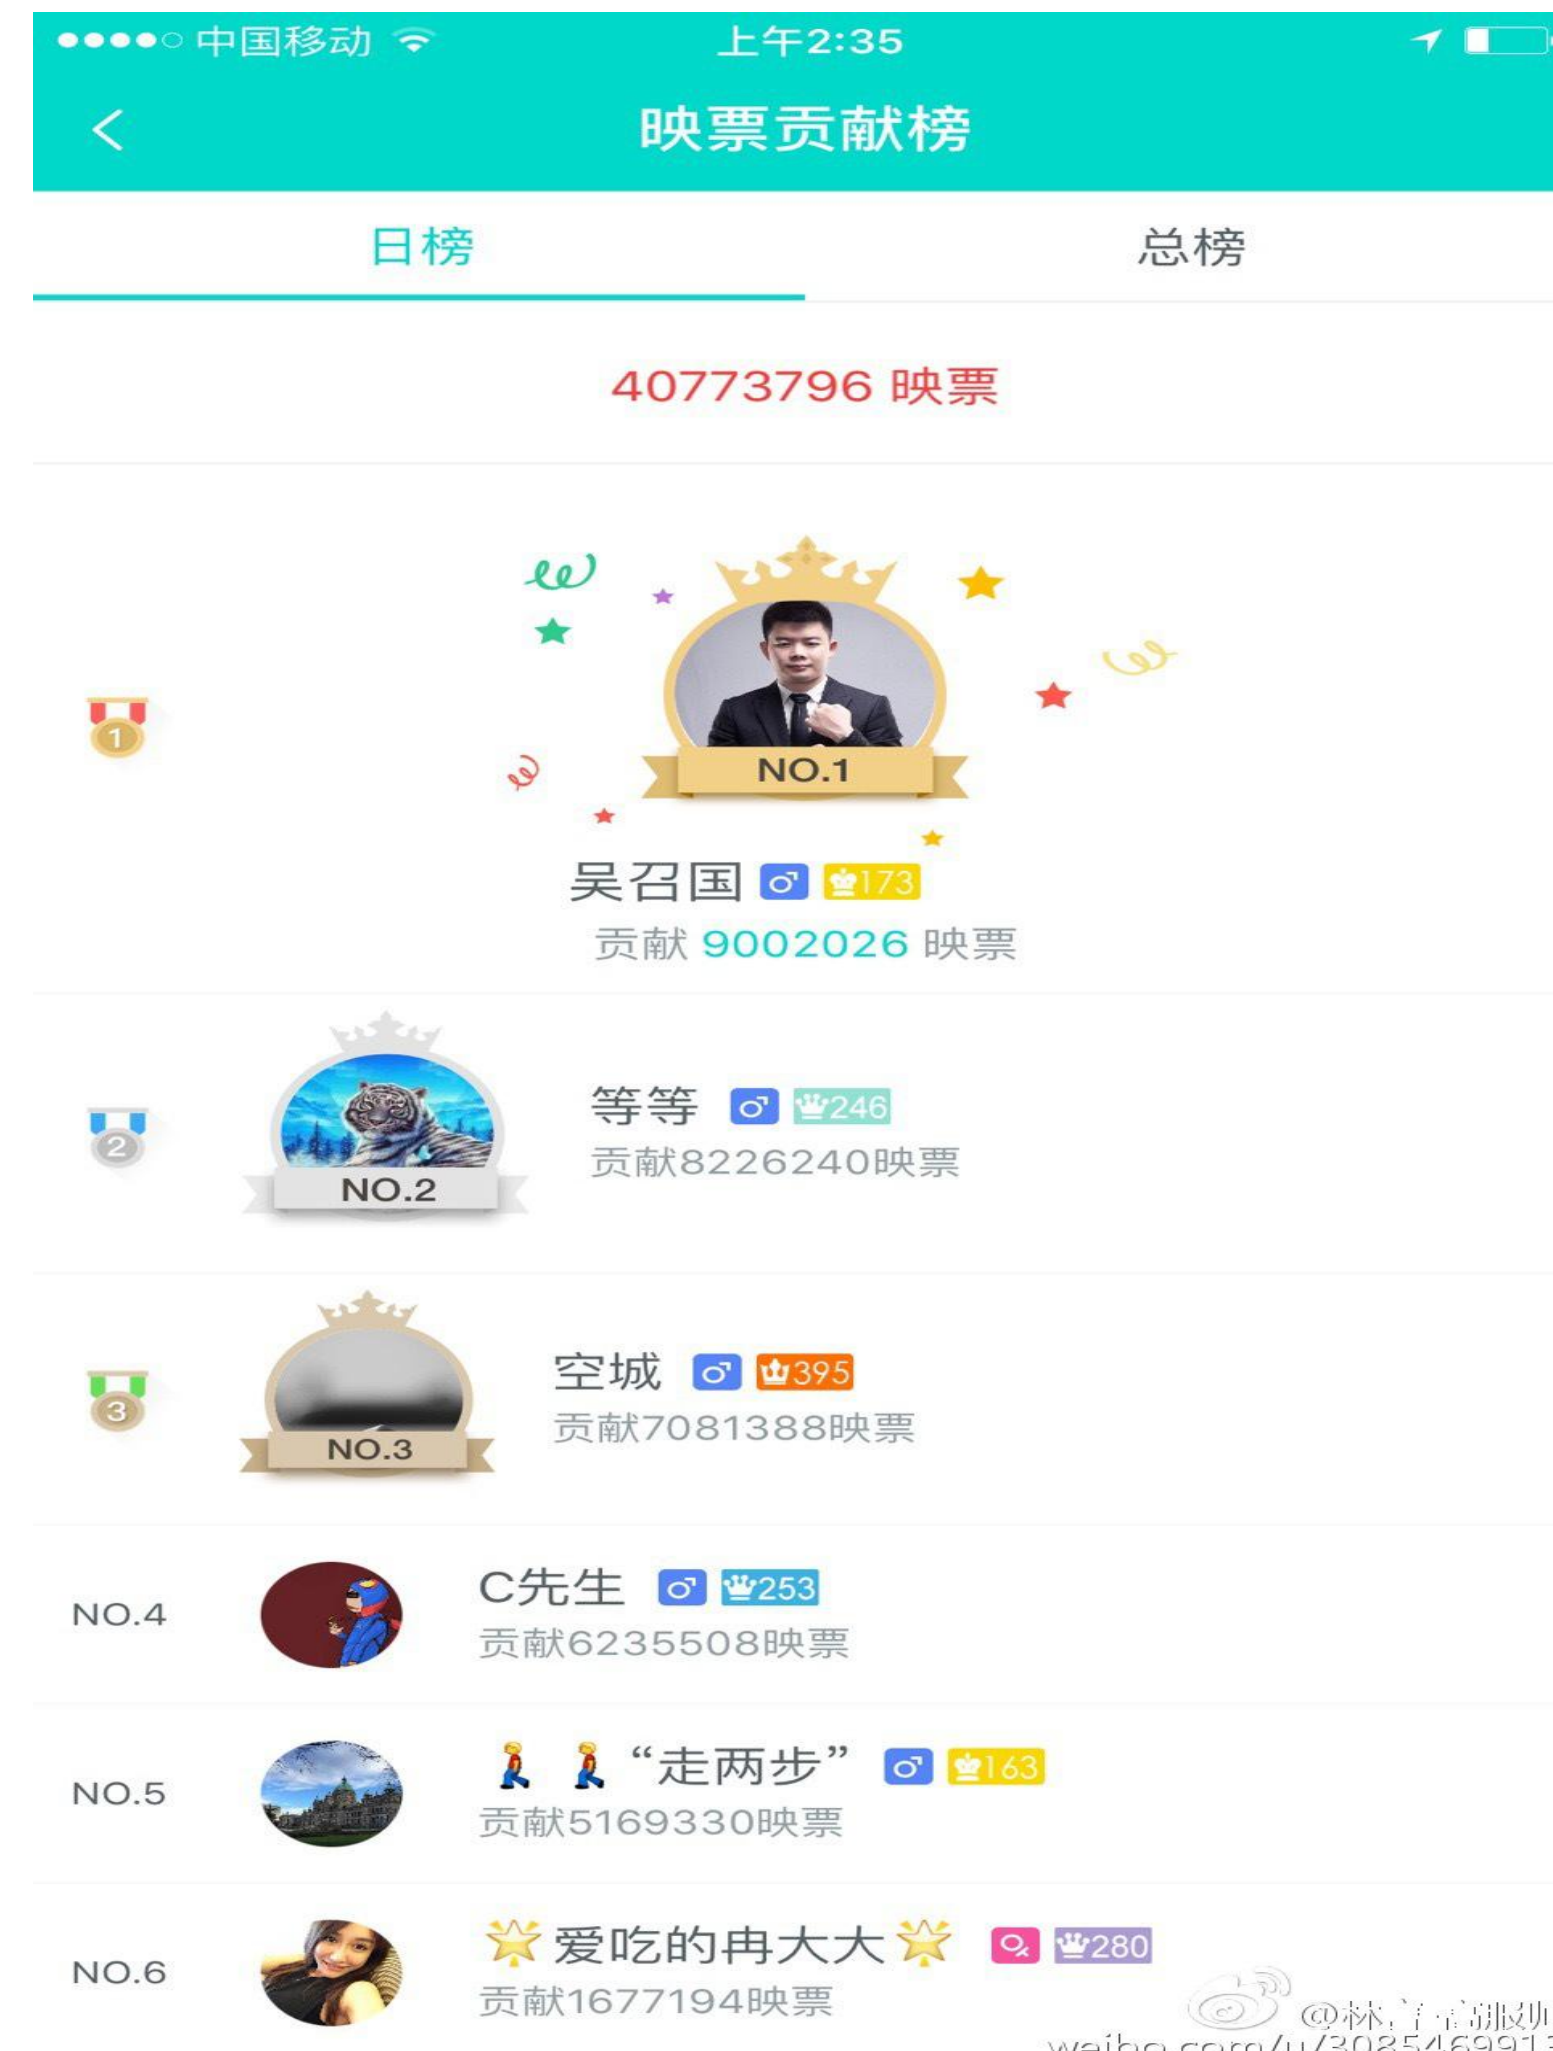 中国移动 上午2:35
映票贡献榜
日榜 总榜
40773796 映票
1
NO.1
吴召国 173
贡献 9002026 映票
2
NO.2
等等 246
贡献8226240映票
3
NO.3
空城 395
贡献7081388映票
NO.4
C先生 253
贡献6235508映票
NO.5
“走两步” 163
贡献5169330映票
NO.6
爱吃的冉大大 280
贡献1677194映票
weibo.com/u/3085469913